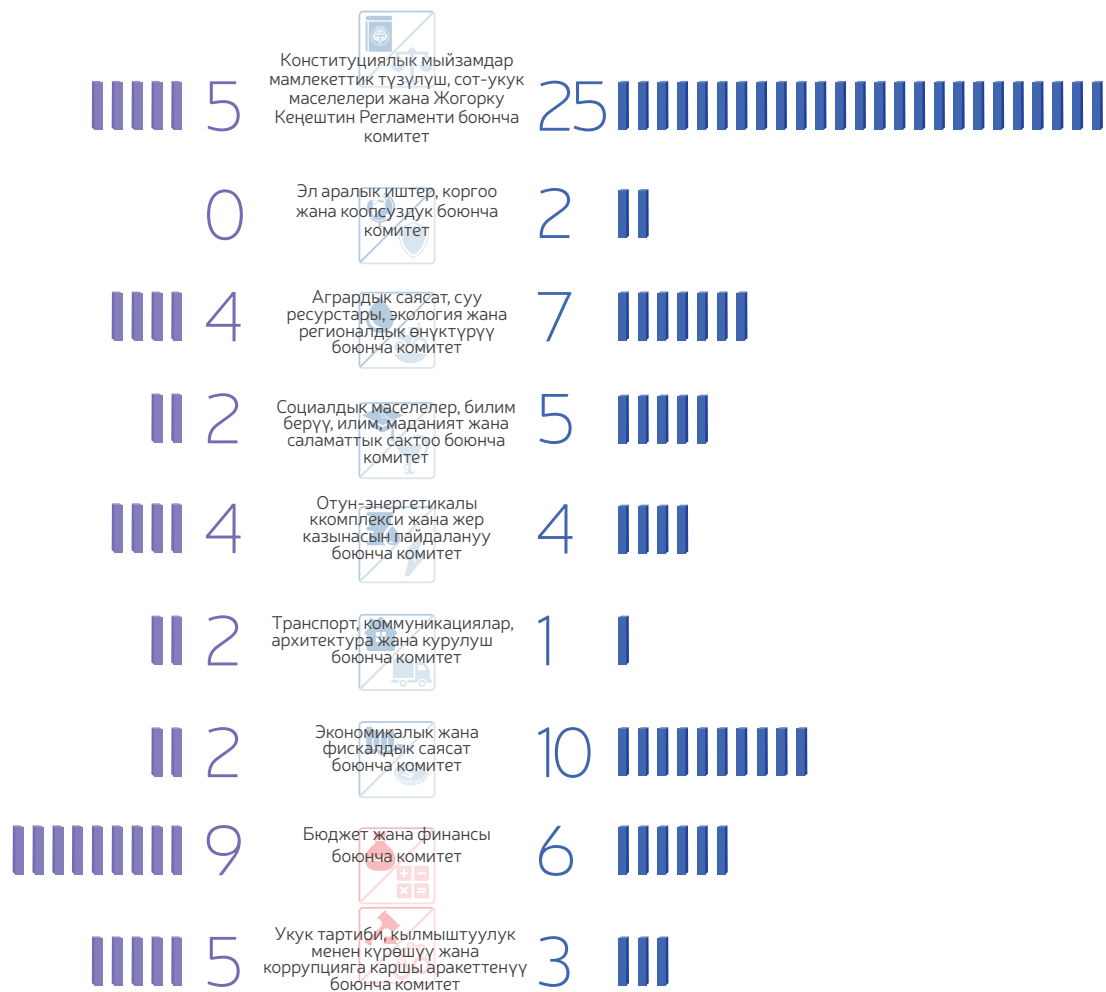 Конституциялык мыйзамдар
мамлекеттик түзүлүш, сот-укук
маселелери жана Жогорку
Кеңештин Регламенти боюнча
комитет
5
25
Эл аралык иштер, коргоо
жана коопсуздук боюнча
комитет
0
2
Агрардык саясат, суу
ресурстары, экология жана
регионалдык өнүктүрүү
боюнча комитет
4
7
Социалдык маселелер, билим
берүү, илим, маданият жана
саламаттык сактоо боюнча
комитет
2
5
Отун-энергетикалы
ккомплекси жана жер
казынасын пайдалануу
боюнча комитет
4
4
Транспорт, коммуникациялар,
архитектура жана курулуш
боюнча комитет
2
1
Экономикалык жана
фискалдык саясат
боюнча комитет
2
10
Бюджет жана финансы
боюнча комитет
9
6
Укук тартиби, кылмыштуулук
менен күрөшүү жана
коррупцияга каршы аракеттенүү
боюнча комитет
5
3